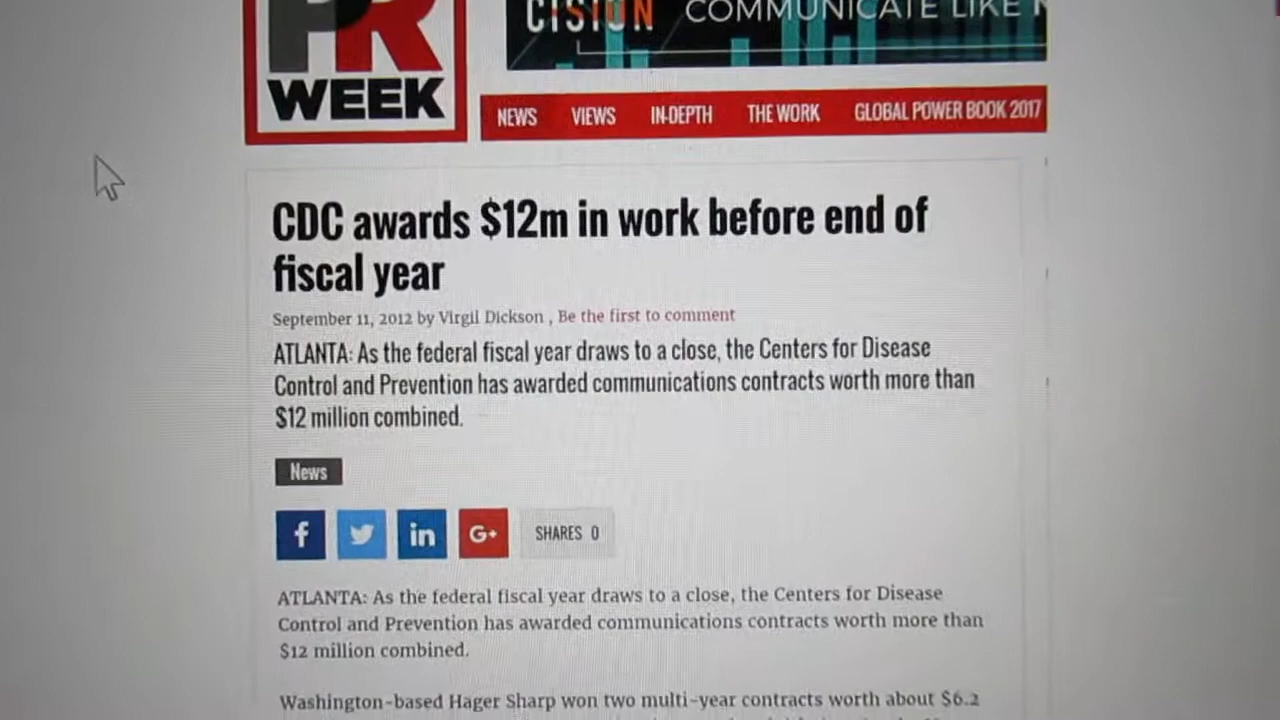 PR
WEEK
CISION COMMUNICATE LIKE
NEWS VIEWS IN-DEPTH THE WORK GLOBAL POWER BOOK 2017
CDC awards $12m in work before end of
fiscal year
September 11, 2012 by Virgil Dickson , Be the first to comment
ATLANTA: As the federal fiscal year draws to a close, the Centers for Disease
Control and Prevention has awarded communications contracts worth more than
$12 million combined.
News
f in G+ SHARES 0
ATLANTA: As the federal fiscal year draws to a close, the Centers for Disease
Control and Prevention has awarded communications contracts worth more than
$12 million combined.
Washington-based Hager Sharp won two multi-year contracts worth about $6.2